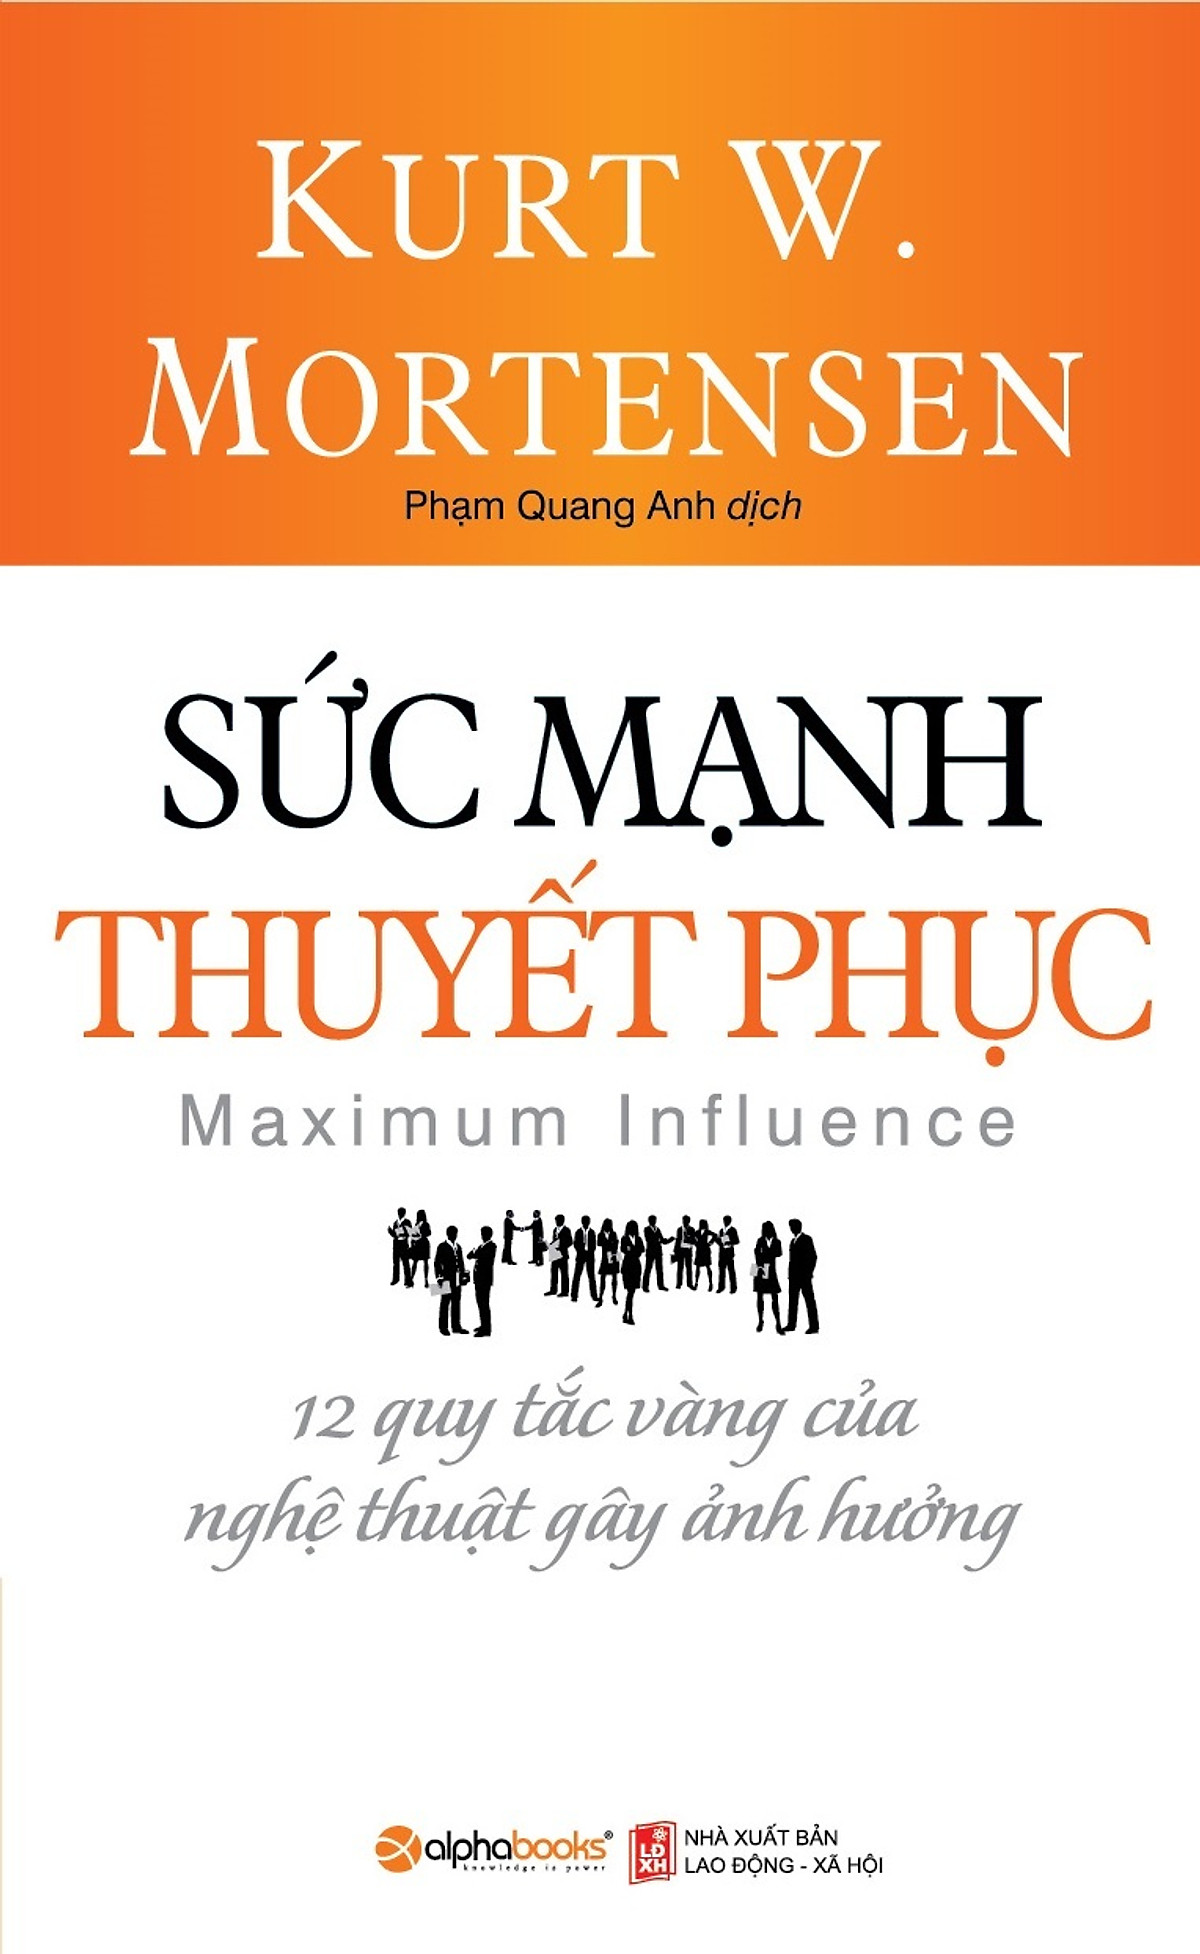 KURT W.
MORTENSEN
Phạm Quang Anh dịch
SỨC MẠNH
THUYẾT PHỤC
Maximum Influence
12 quy tắc vàng của
nghệ thuật gây ảnh hưởng
alphabooks®
knowledge is power
LĐ
XH
NHÀ XUẤT BẢN
LAO ĐỘNG - XÃ HỘI